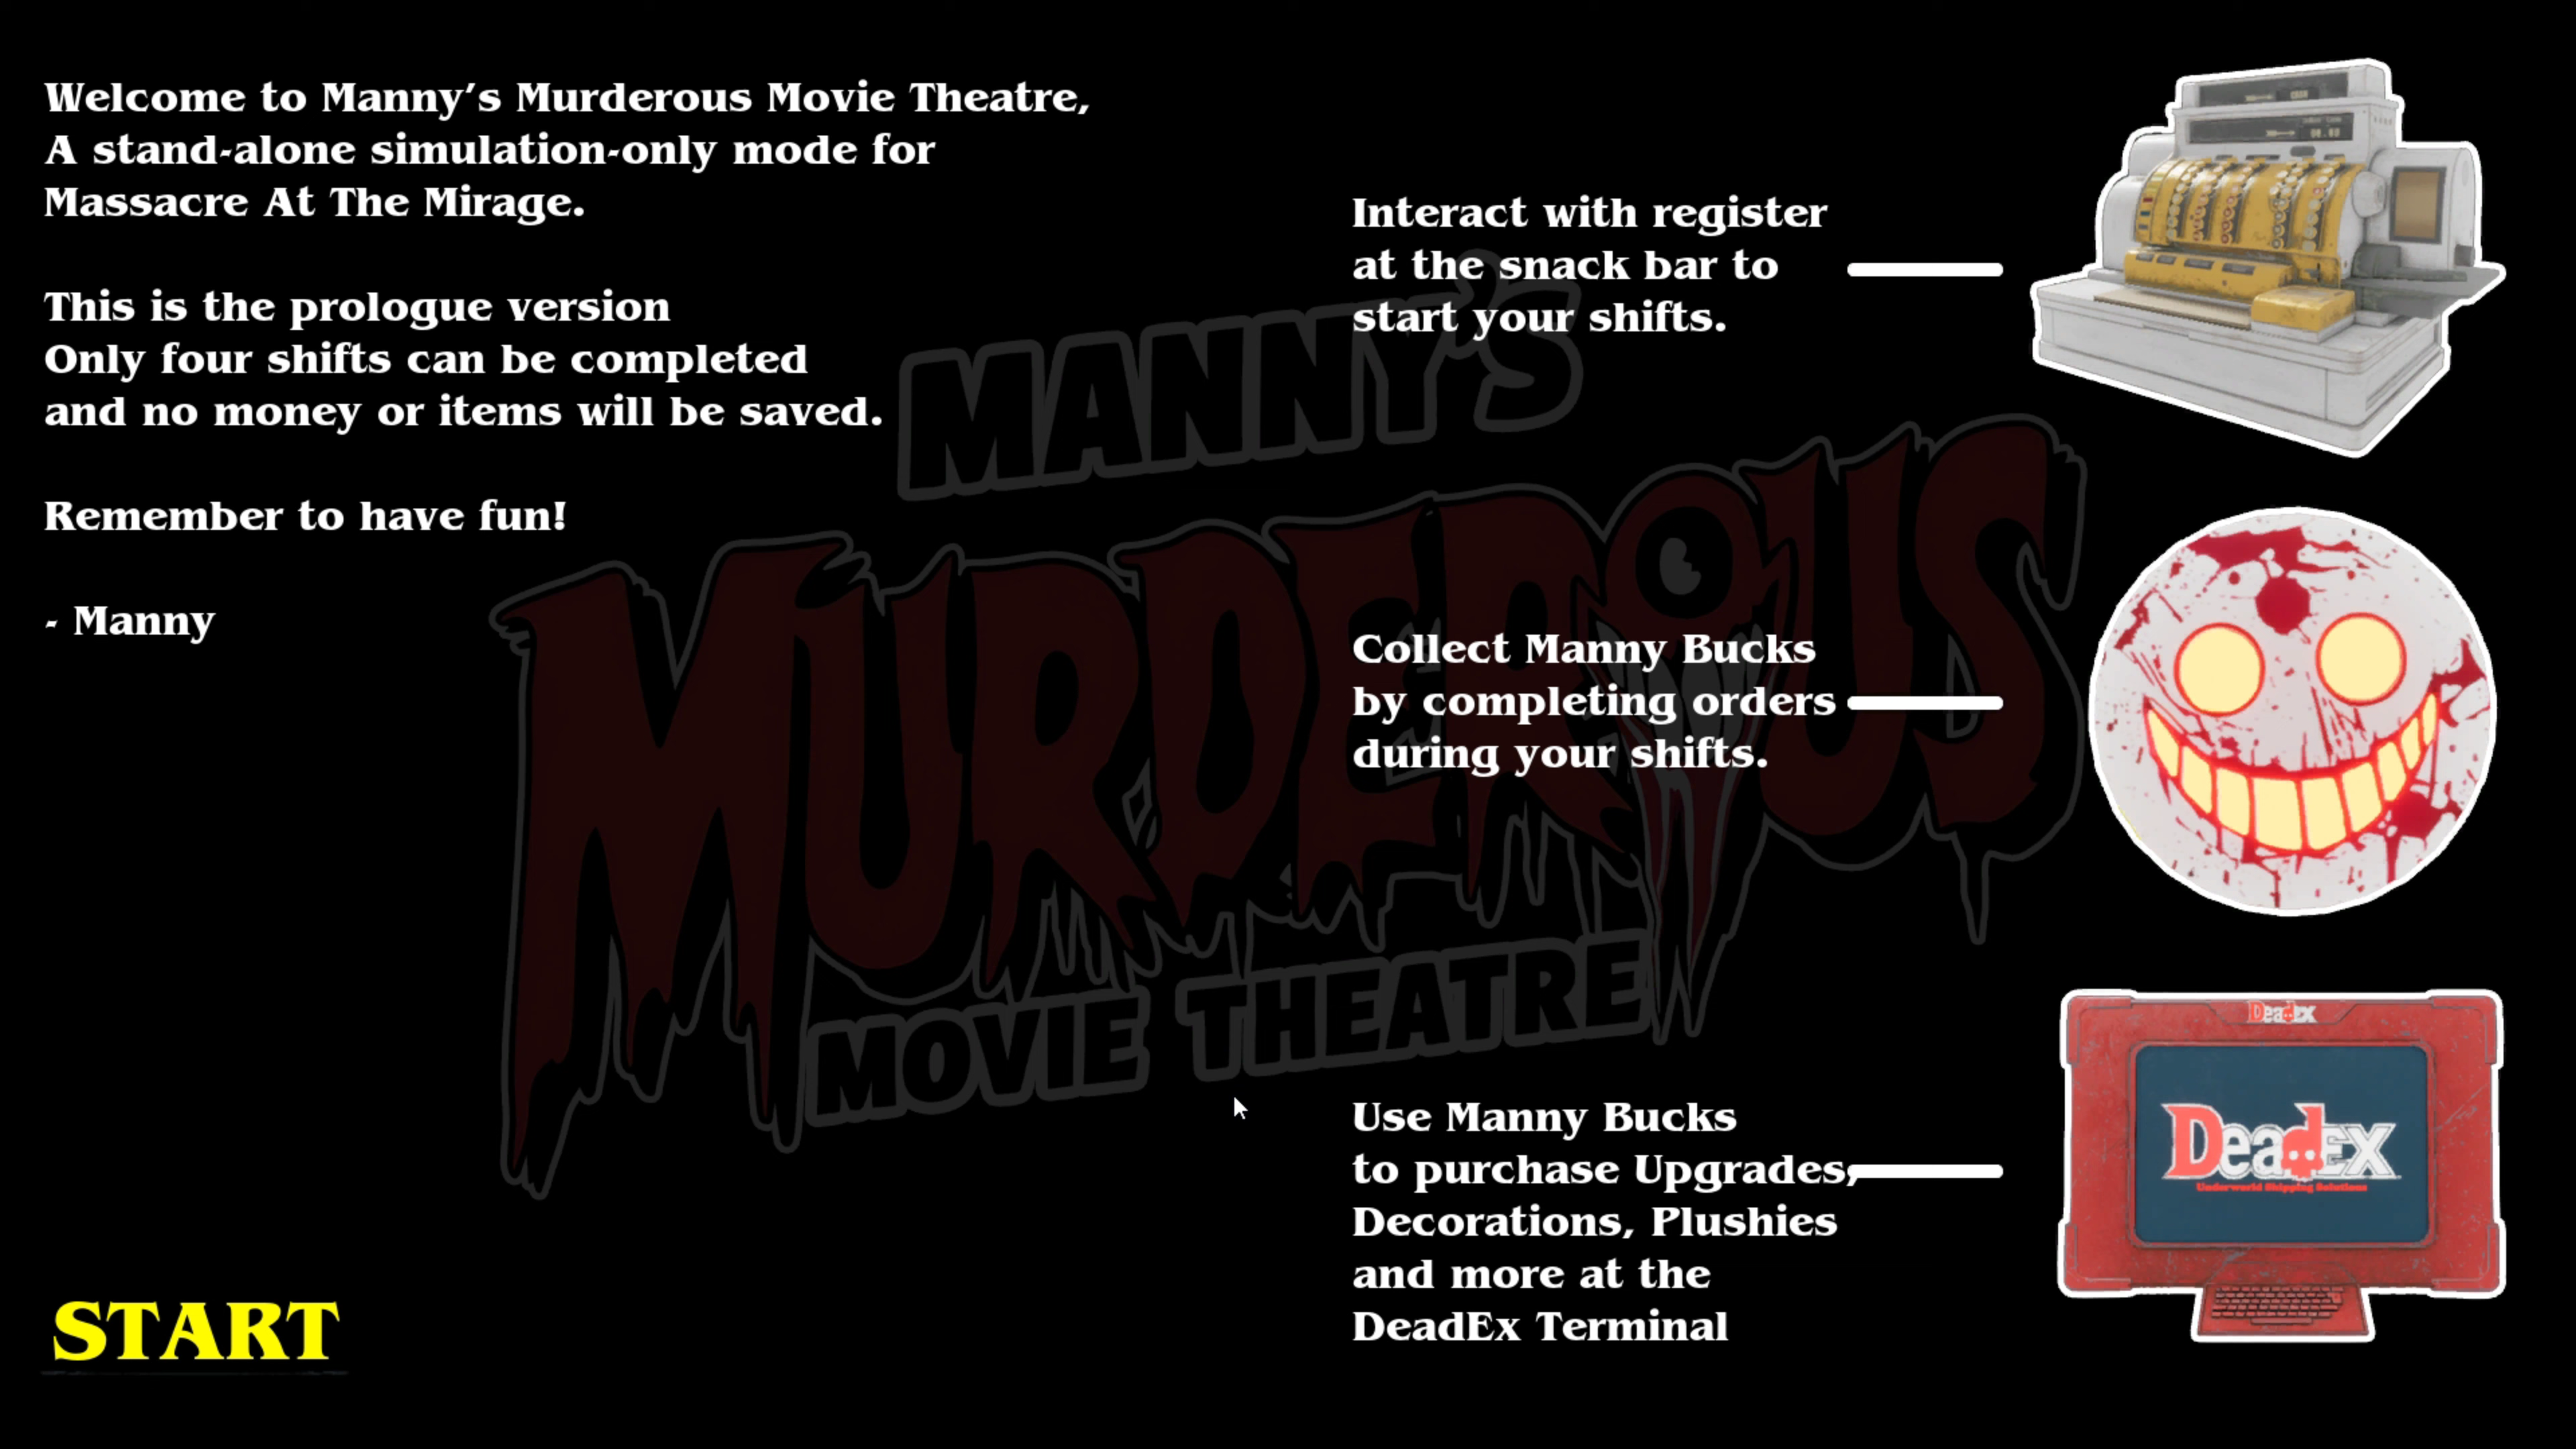 Welcome to Manny's Murderous Movie Theatre,
A stand-alone simulation-only mode for
Massacre At The Mirage.
This is the prologue version
Only four shifts can be completed
and no money or items will be saved.
Remember to have fun!
- Manny
START
MANNY'S
MURDEROUS
MOVIE THEATRE
Interact with register
at the snack bar to
start your shifts.
Collect Manny Bucks
by completing orders
during your shifts.
Use Manny Bucks
to purchase Upgrades,
Decorations, Plushies
and more at the
DeadEx Terminal
DeadEx
DeadEx
Underworld Shipping Solutions